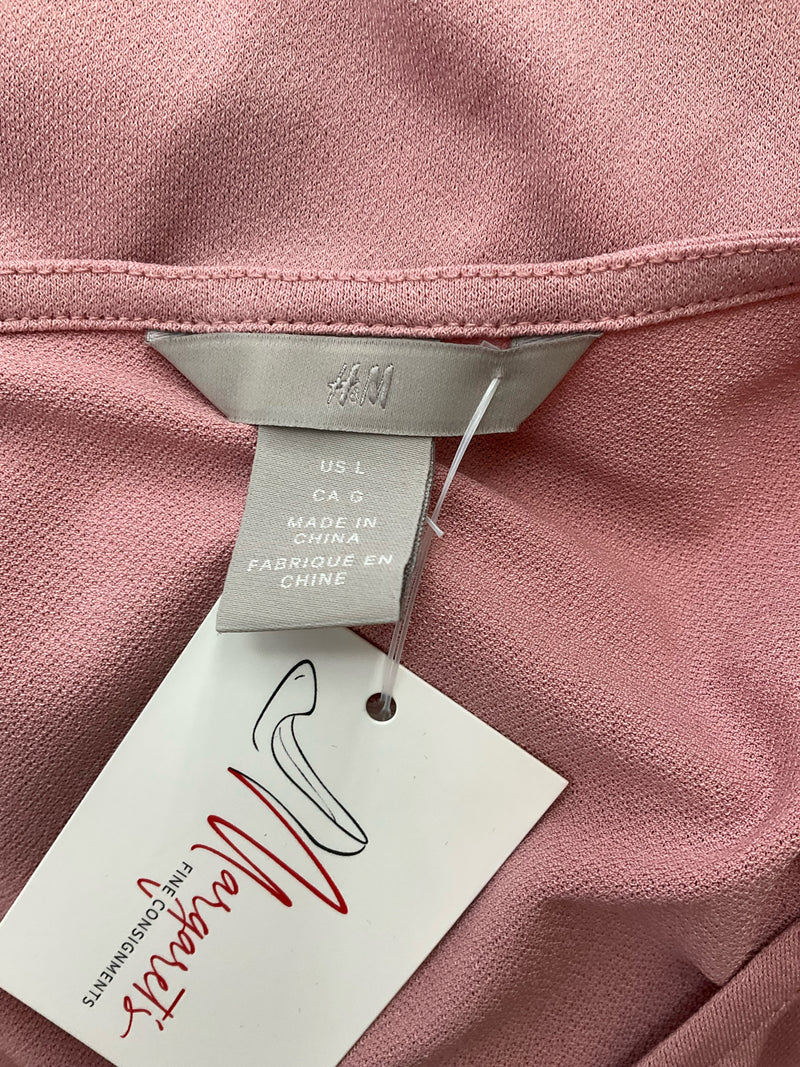 H&M
US L
CA G
MADE IN
CHINA
FABRIQUÉ EN
CHINE
Margaret's
FINE CONSIGNMENTS